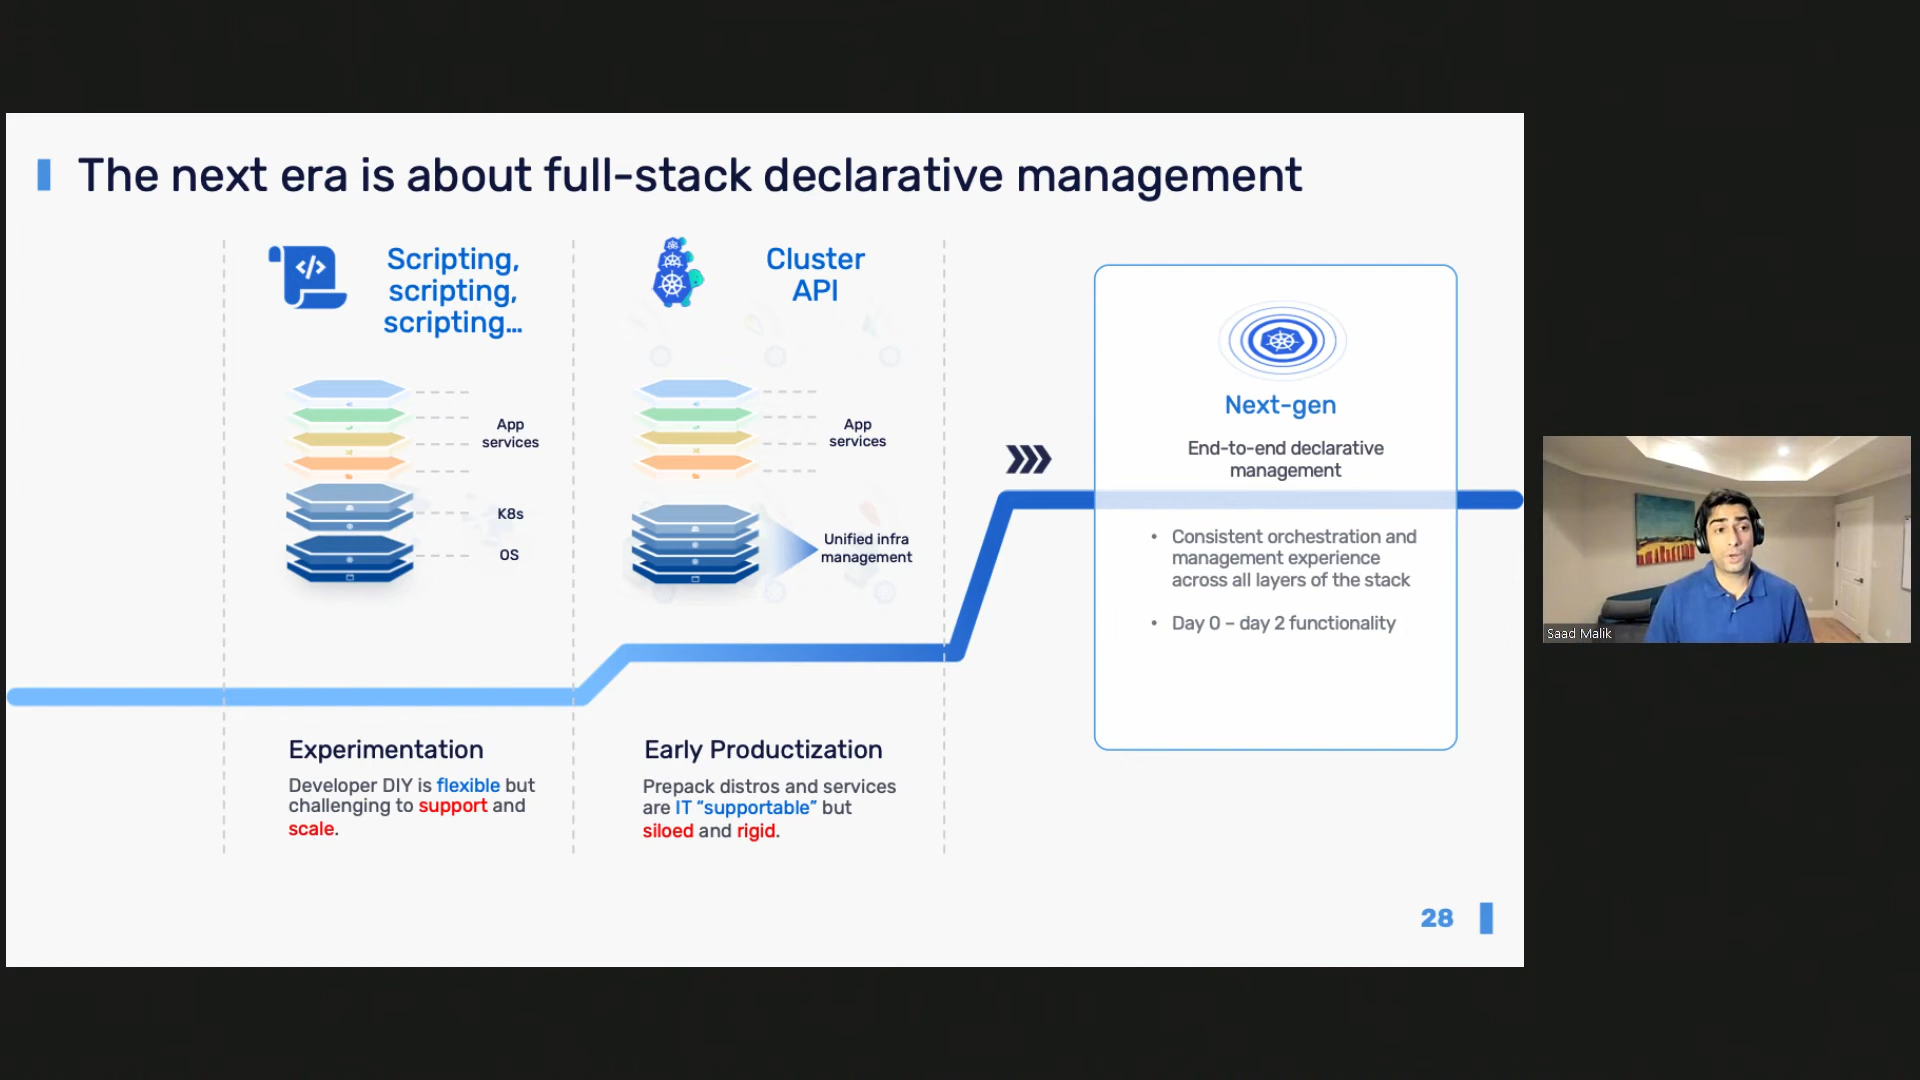 The next era is about full-stack declarative management
</>
Scripting,
scripting,
scripting...
App
services
K8s
OS
Experimentation
Developer DIY is flexible but
challenging to support and
scale.
Cluster
API
App
services
Unified infra
management
Early Productization
Prepack distros and services
are IT “supportable” but
siloed and rigid.
Next-gen
End-to-end declarative
management
• Consistent orchestration and
management experience
across all layers of the stack
• Day 0 – day 2 functionality
28
Saad Malik